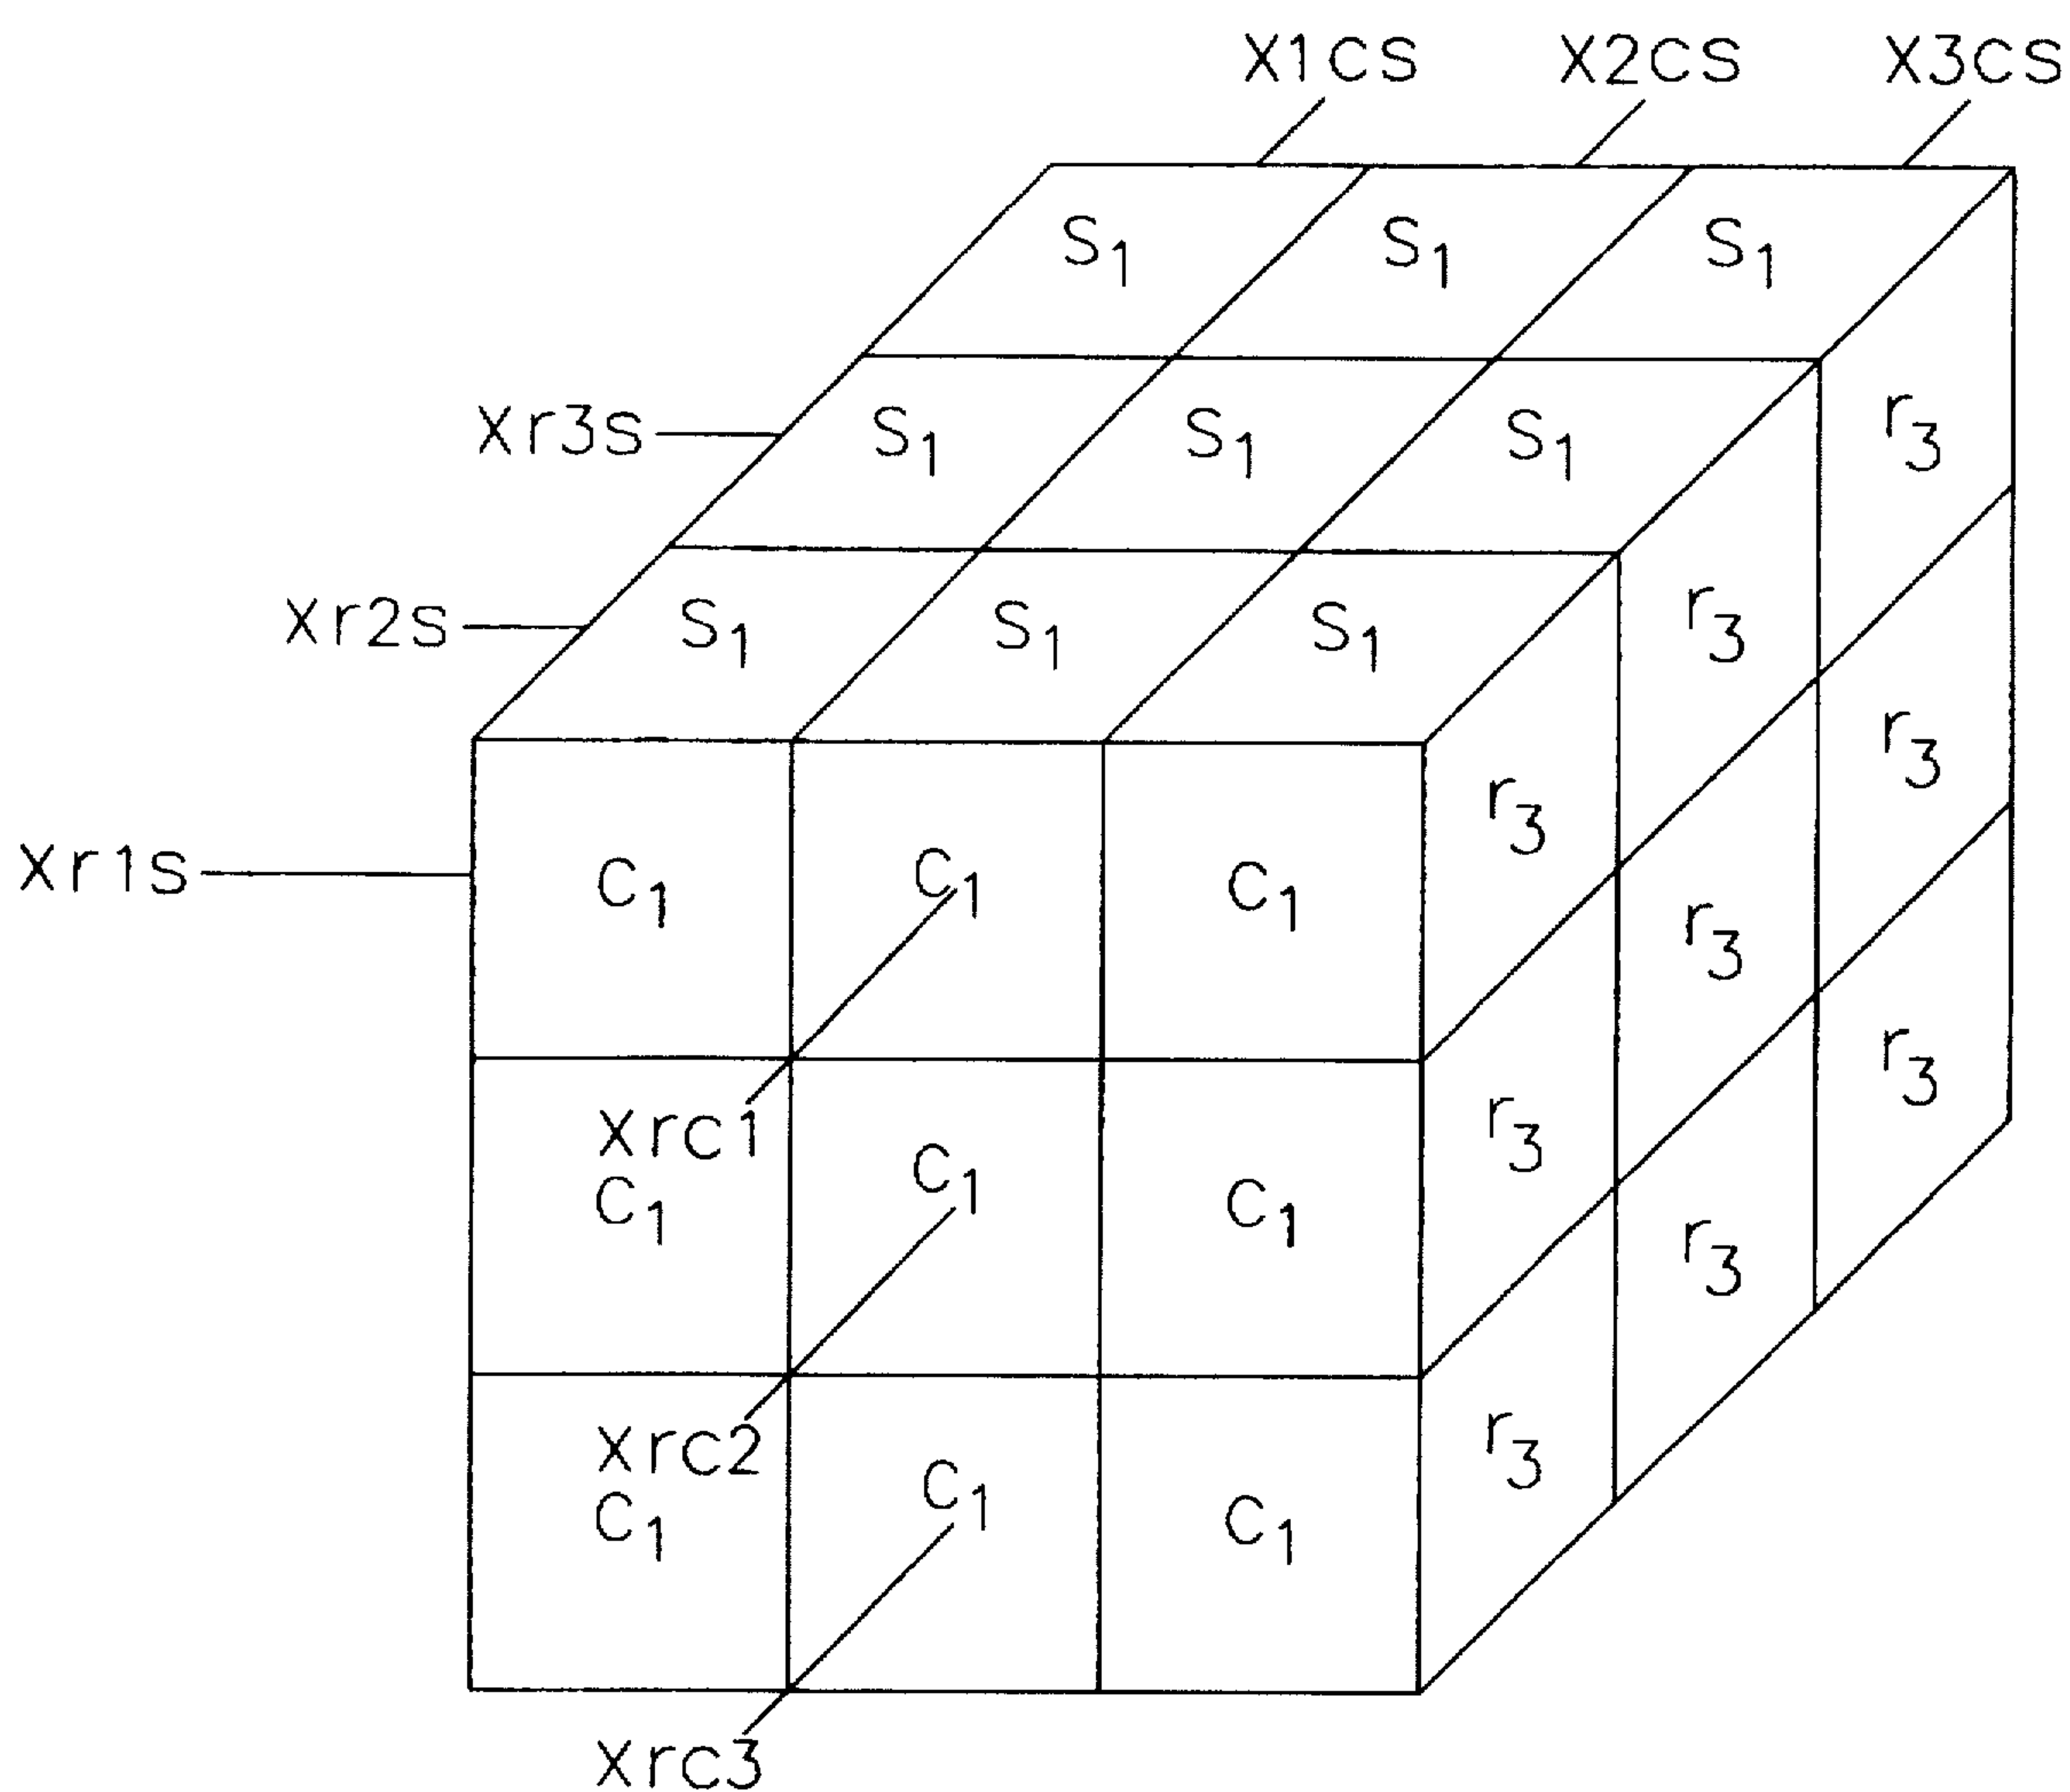 X1cs X2cs X3cs
S1 S1 S1
Xr3s S1 S1 S1 r3
Xr2s S1 S1 S1 r3
r3
r3
Xr1s C1 C1 C1
r3
r3
Xrc1
C1 C1 C1 r3
r3
Xrc2
C1 C1 C1 r3
Xrc3